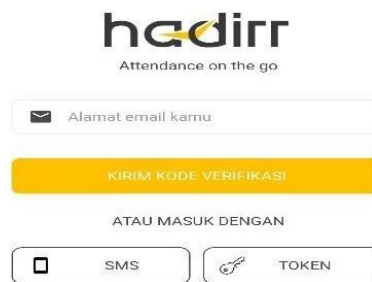 hadirr
Attendance on the go
Alamat email kamu
KIRIM KODE VERIFIKASI
ATAU MASUK DENGAN
SMS
TOKEN